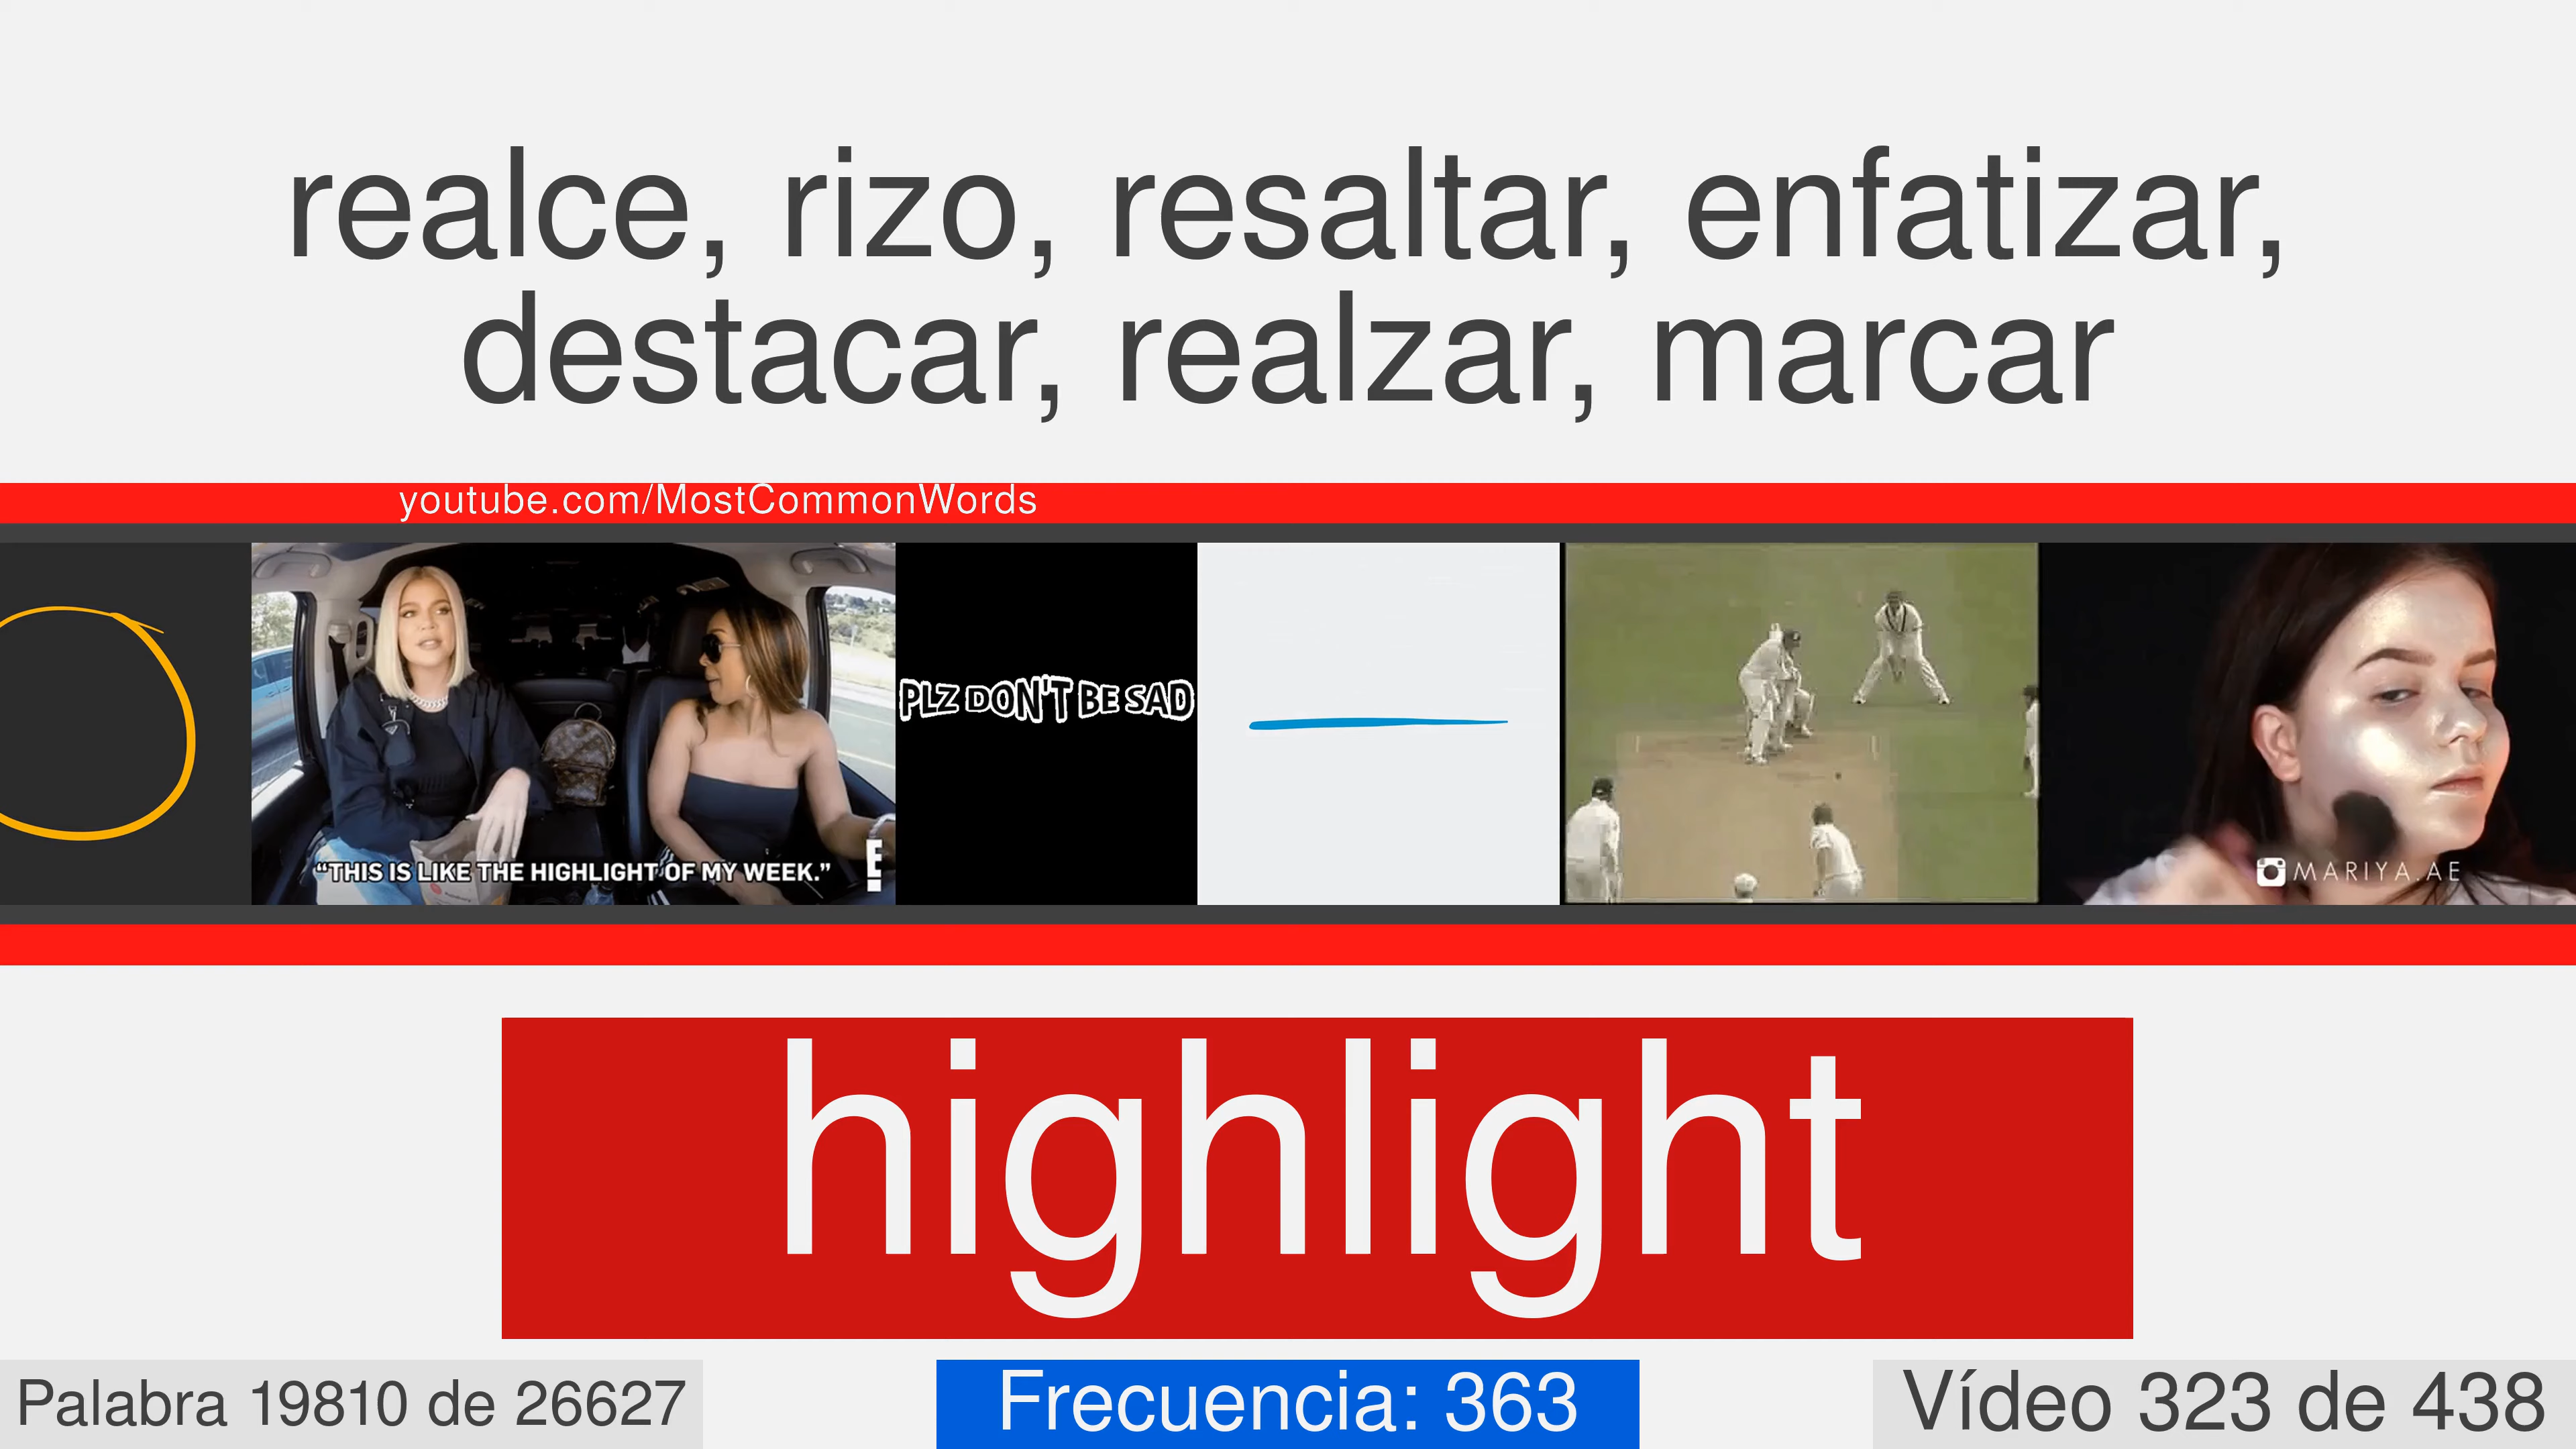 realce, rizo, resaltar, enfatizar,
destacar, realzar, marcar
youtube.com/MostCommonWords
PLZ DON'T BE SAD
"THIS IS LIKE THE HIGHLIGHT OF MY WEEK."
E!
MARIYA.AE
highlight
Palabra 19810 de 26627
Frecuencia: 363
Vídeo 323 de 438